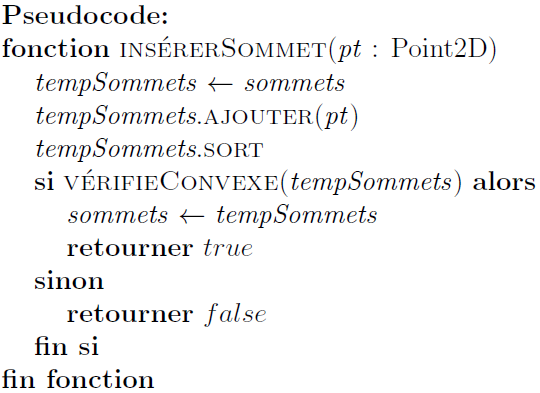 Pseudocode:
fonction INSÉRERSOMMET(pt : Point2D)
tempSommets ← sommets
tempSommets.AJOUTER(pt)
tempSommets.SORT
si VÉRIFIECONVEXE(tempSommets) alors
sommets ← tempSommets
retourner true
sinon
retourner false
fin si
fin fonction